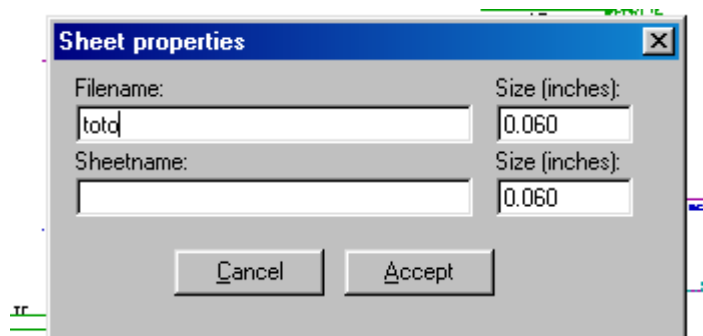 Sheet properties
Filename: Size (inches):
toto 0.060
Sheetname: Size (inches):
0.060
Cancel Accept